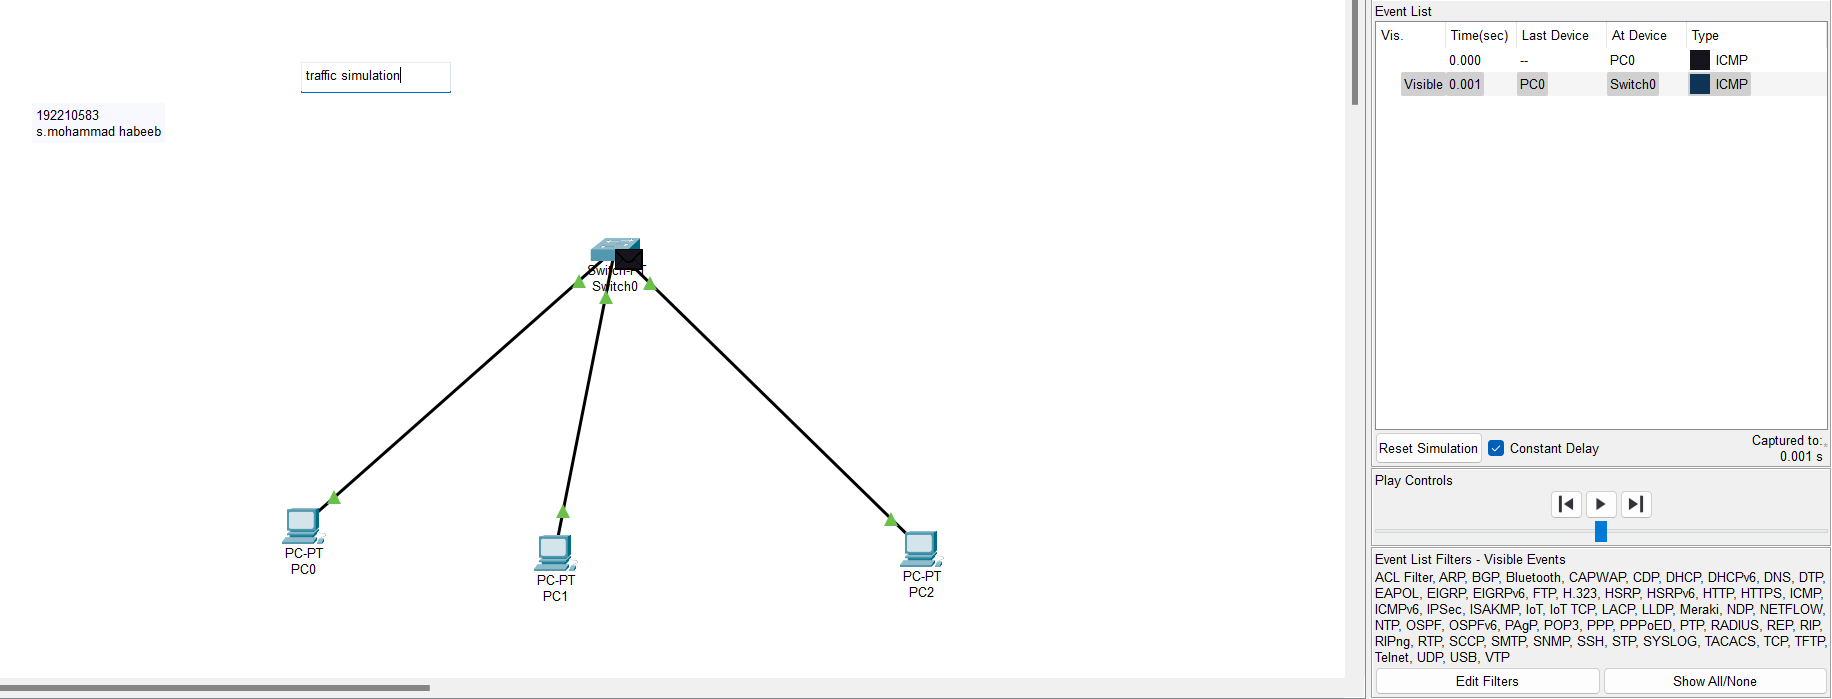 traffic simulation
192210583
s.mohammad habeeb
Switch-PT
Switch0
PC-PT
PC0
PC-PT
PC1
PC-PT
PC2
Event List
Vis. Time(sec) Last Device At Device Type
0.000 -- PC0 ICMP
Visible 0.001 PC0 Switch0 ICMP
Reset Simulation Constant Delay
Captured to:
0.001 s
Play Controls
Event List Filters - Visible Events
ACL Filter, ARP, BGP, Bluetooth, CAPWAP, CDP, DHCP, DHCPv6, DNS, DTP,
EAPOL, EIGRP, EIGRPv6, FTP, H.323, HSRP, HSRPv6, HTTP, HTTPS, ICMP,
ICMPv6, IPSec, ISAKMP, IoT, IoT TCP, LACP, LLDP, Meraki, NDP, NETFLOW,
NTP, OSPF, OSPFv6, PAgP, POP3, PPP, PPPoED, PTP, RADIUS, REP, RIP,
RIPng, RTP, SCCP, SMTP, SNMP, SSH, STP, SYSLOG, TACACS, TCP, TFTP,
Telnet, UDP, USB, VTP
Edit Filters Show All/None